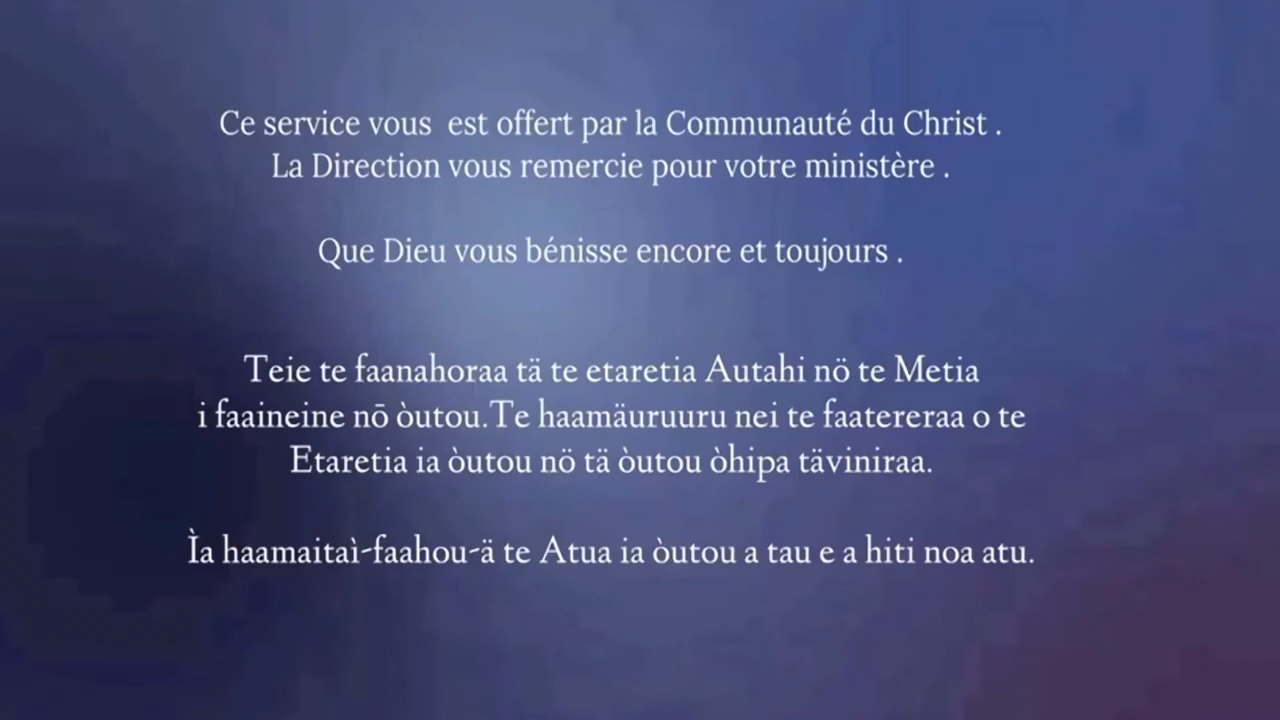 Ce service vous  est offert par la Communauté du Christ .
La Direction vous remercie pour votre ministère .
Que Dieu vous bénisse encore et toujours .
Teie te faanahoraa tä te etaretia Autahi nö te Metia
i faaineine nō òutou.Te haamäuruuru nei te faatereraa o te
Etaretia ia òutou nö tä òutou òhipa täviniraa.
Ìa haamaitaì-faahou-ä te Atua ia òutou a tau e a hiti noa atu.